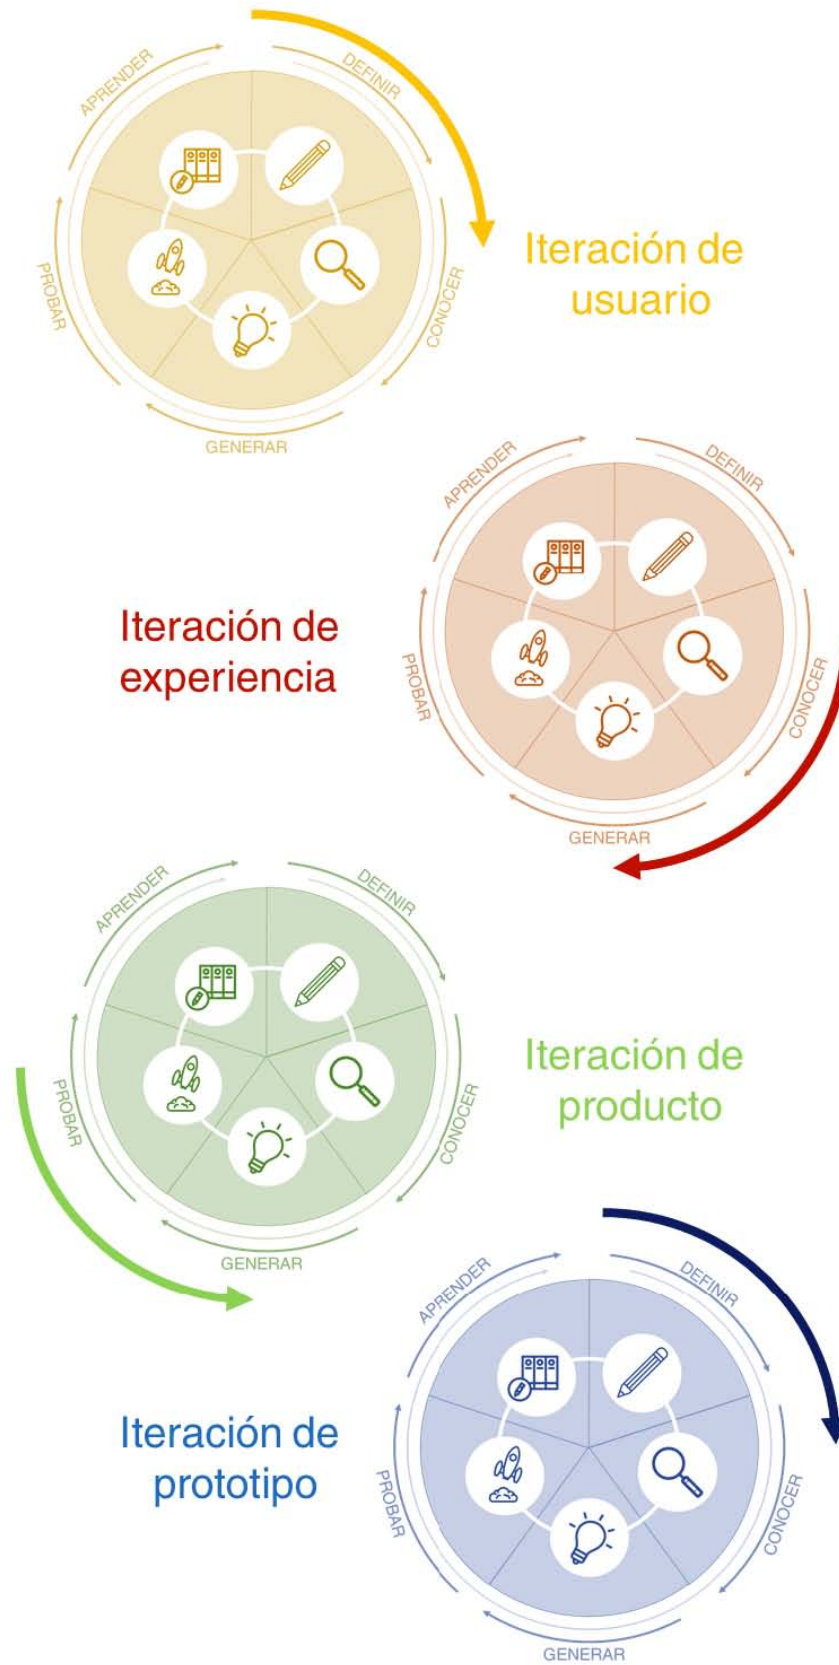 APRENDER
DEFINIR
PROBAR
CONOCER
GENERAR
Iteración de
usuario
APRENDER
DEFINIR
PROBAR
CONOCER
GENERAR
Iteración de
experiencia
APRENDER
DEFINIR
PROBAR
CONOCER
GENERAR
Iteración de
producto
APRENDER
DEFINIR
PROBAR
CONOCER
GENERAR
Iteración de
prototipo